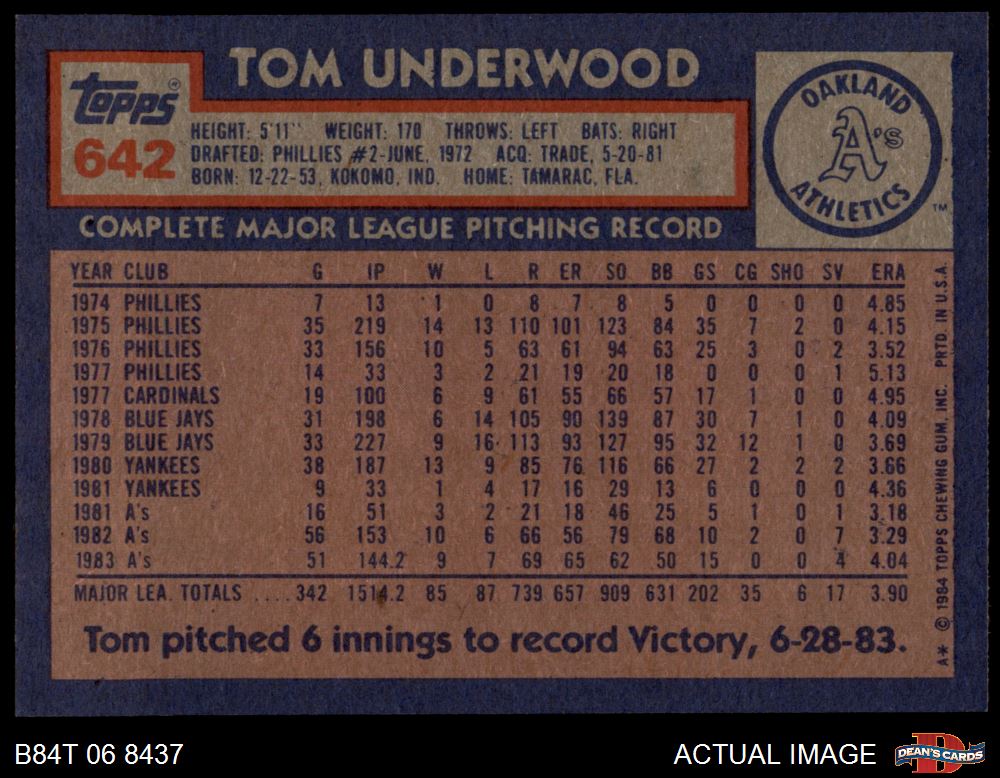 TOM UNDERWOOD
Topps®
642
HEIGHT: 5'11" WEIGHT: 170 THROWS: LEFT BATS: RIGHT
DRAFTED: PHILLIES #2-JUNE, 1972 ACQ: TRADE, 5-20-81
BORN: 12-22-53, KOKOMO, IND. HOME: TAMARAC, FLA.
OAKLAND
A's
ATHLETICS
TM
COMPLETE MAJOR LEAGUE PITCHING RECORD
YEAR CLUB G IP W L R ER SO BB GS CG SHO SV ERA
1974 PHILLIES 7 13 1 0 8 7 8 5 0 0 0 0 4.85
1975 PHILLIES 35 219 14 13 110 101 123 84 35 7 2 0 4.15
1976 PHILLIES 33 156 10 5 63 61 94 63 25 3 0 2 3.52
1977 PHILLIES 14 33 3 2 21 19 20 18 0 0 0 1 5.13
1977 CARDINALS 19 100 6 9 61 55 66 57 17 1 0 0 4.95
1978 BLUE JAYS 31 198 6 14 105 90 139 87 30 7 1 0 4.09
1979 BLUE JAYS 33 227 9 16 113 93 127 95 32 12 1 0 3.69
1980 YANKEES 38 187 13 9 85 76 116 66 27 2 2 2 3.66
1981 YANKEES 9 33 1 4 17 16 29 13 6 0 0 0 4.36
1981 A's 16 51 3 2 21 18 46 25 5 1 0 1 3.18
1982 A's 56 153 10 6 66 56 79 68 10 2 0 7 3.29
1983 A's 51 144.2 9 7 69 65 62 50 15 0 0 4 4.04
MAJOR LEA. TOTALS ....342 1514.2 85 87 739 657 909 631 202 35 6 17 3.90
Tom pitched 6 innings to record Victory, 6-28-83.
A* © 1984 TOPPS CHEWING GUM, INC. PRTD. IN U.S.A.
B84T 06 8437
ACTUAL IMAGE
DEAN'S CARDS